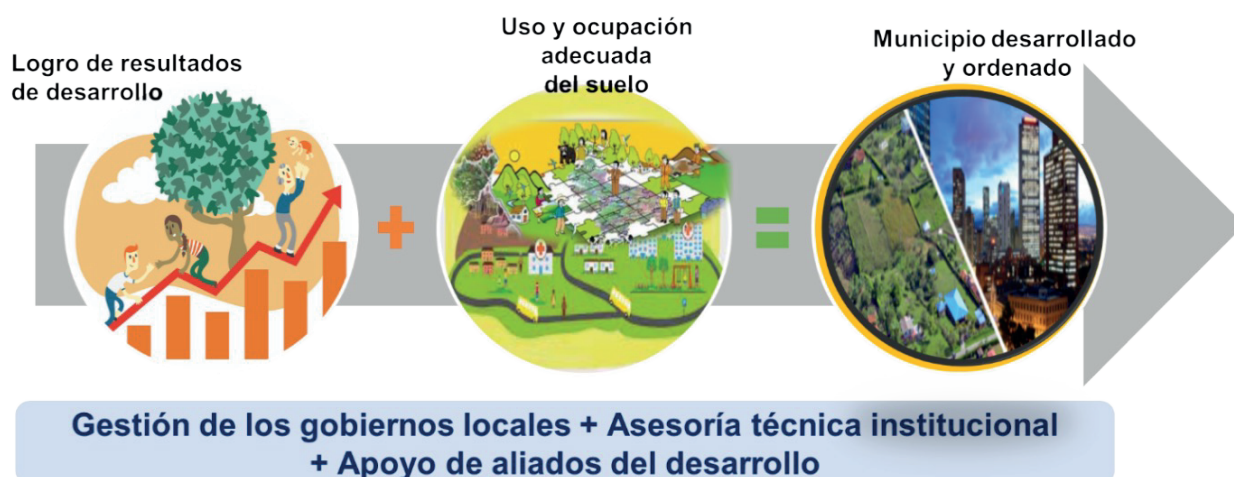 Logro de resultados
de desarrollo
Uso y ocupación
adecuada
del suelo
Municipio desarrollado
y ordenado
+
=
Gestión de los gobiernos locales + Asesoría técnica institucional
+ Apoyo de aliados del desarrollo